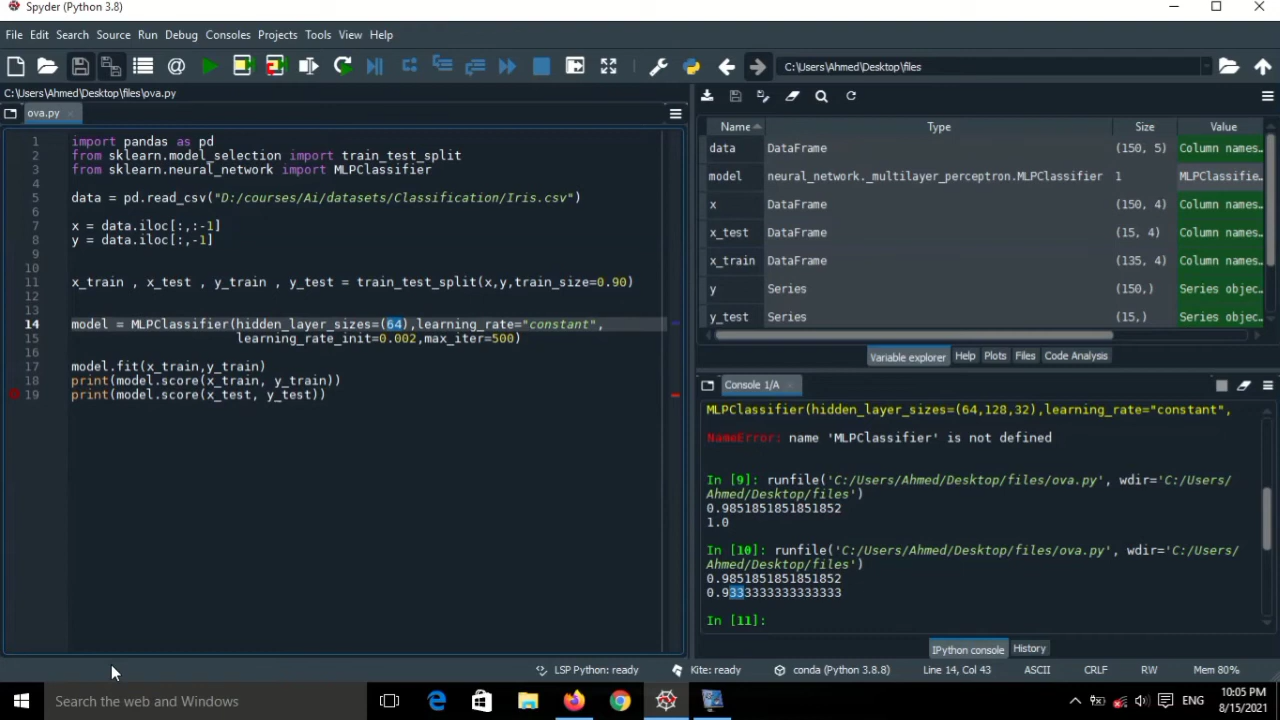 Spyder (Python 3.8)
File Edit Search Source Run Debug Consoles Projects Tools View Help
C:\Users\Ahmed\Desktop\files
C:\Users\Ahmed\Desktop\files\ova.py
ova.py
1 import pandas as pd
2 from sklearn.model_selection import train_test_split
3 from sklearn.neural_network import MLPClassifier
4
5 data = pd.read_csv("D:/courses/Ai/datasets/Classification/Iris.csv")
6
7 x = data.iloc[:,:-1]
8 y = data.iloc[:,-1]
9
10
11 x_train , x_test , y_train , y_test = train_test_split(x,y,train_size=0.90)
12
13
14 model = MLPClassifier(hidden_layer_sizes=(64),learning_rate="constant",
15 learning_rate_init=0.002,max_iter=500)
16
17 model.fit(x_train,y_train)
18 print(model.score(x_train, y_train))
19 print(model.score(x_test, y_test))
Name Type Size Value
data DataFrame (150, 5) Column names…
model neural_network._multilayer_perceptron.MLPClassifier 1 MLPClassifie…
x DataFrame (150, 4) Column names…
x_test DataFrame (15, 4) Column names…
x_train DataFrame (135, 4) Column names…
y Series (150,) Series objec…
y_test Series (15,) Series objec…
Variable explorer Help Plots Files Code Analysis
Console 1/A
MLPClassifier(hidden_layer_sizes=(64,128,32),learning_rate="constant",
NameError: name 'MLPClassifier' is not defined
In [9]: runfile('C:/Users/Ahmed/Desktop/files/ova.py', wdir='C:/Users/
Ahmed/Desktop/files')
0.9851851851851852
1.0
In [10]: runfile('C:/Users/Ahmed/Desktop/files/ova.py', wdir='C:/Users/
Ahmed/Desktop/files')
0.9851851851851852
0.9333333333333333
In [11]:
IPython console History
LSP Python: ready Kite: ready conda (Python 3.8.8) Line 14, Col 43 ASCII CRLF RW Mem 80%
Search the web and Windows
ENG
10:05 PM
8/15/2021